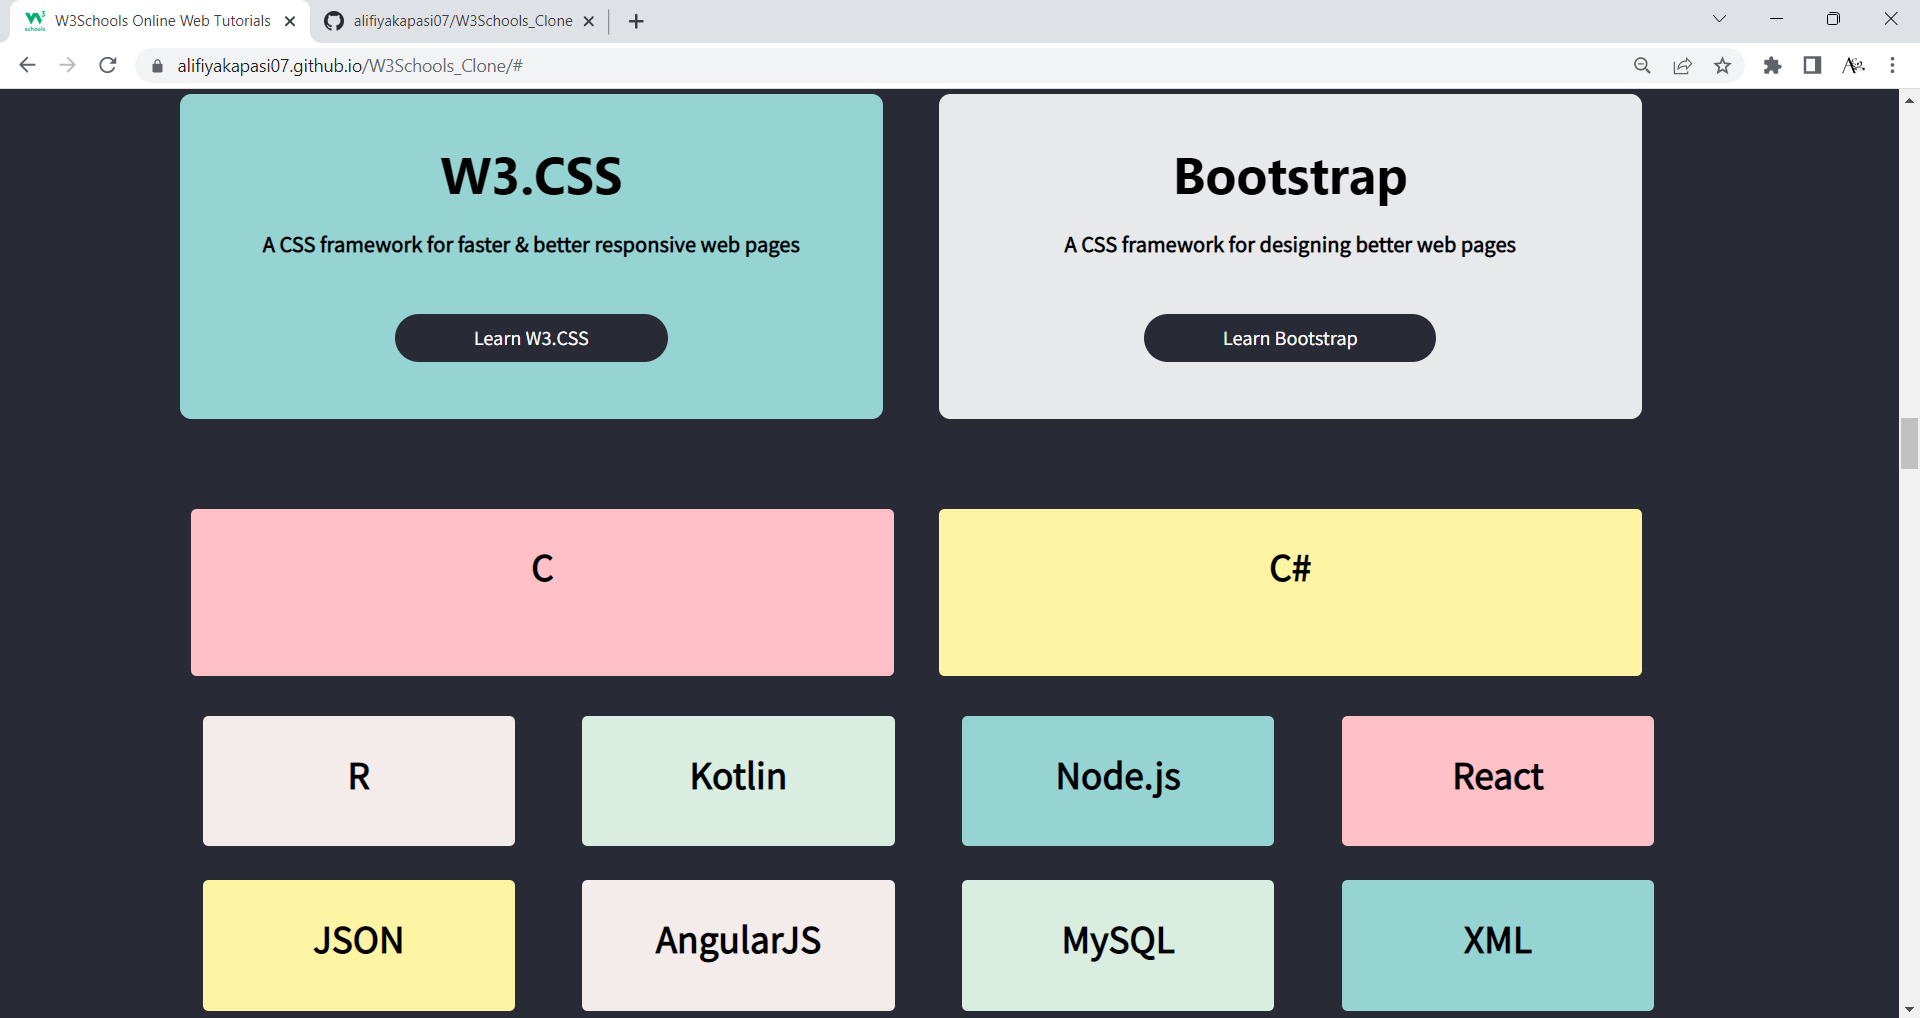 W3Schools Online Web Tutorials
alifiyakapasi07/W3Schools_Clone
alifiyakapasi07.github.io/W3Schools_Clone/#
W3.CSS
A CSS framework for faster & better responsive web pages
Learn W3.CSS
Bootstrap
A CSS framework for designing better web pages
Learn Bootstrap
C
C#
R
Kotlin
Node.js
React
JSON
AngularJS
MySQL
XML